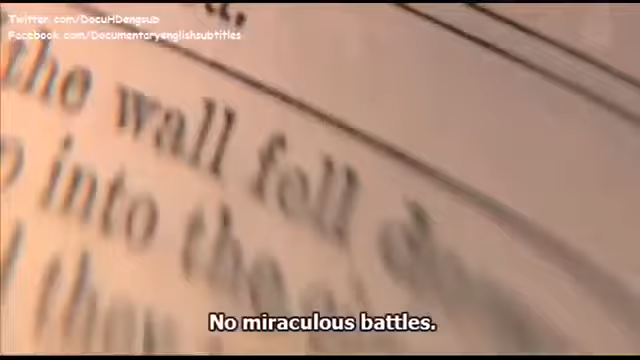 Twitter.com/DocuHDengsub
Facebook.com/Documentaryenglishsubtitles
the wall fell
into the
No miraculous battles.